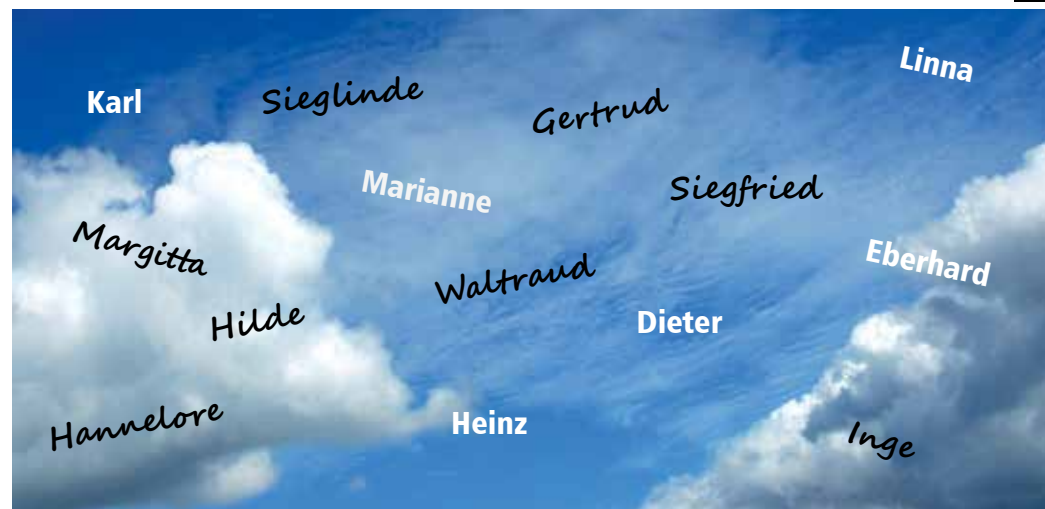 Linna
Karl
Sieglinde
Gertrud
Marianne
Siegfried
Margitta
Eberhard
Waltraud
Hilde
Dieter
Hannelore
Heinz
Inge